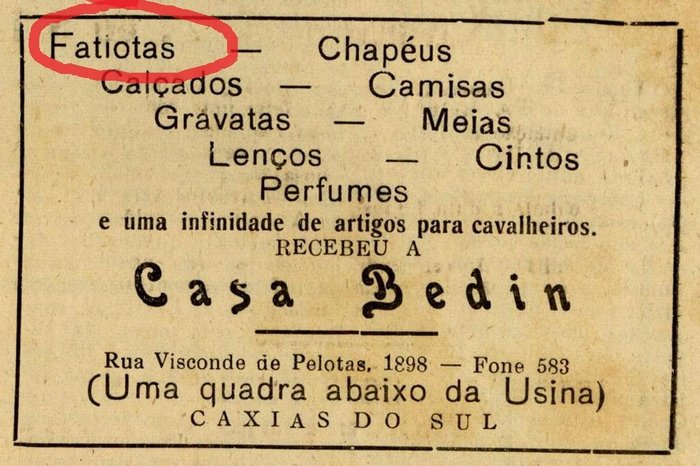 Fatiotas — Chapéus
Calçados — Camisas
Gravatas — Meias
Lenços — Cintos
Perfumes
e uma infinidade de artigos para cavalheiros.
RECEBEU A
Casa Bedin
Rua Visconde de Pelotas, 1898 — Fone 583
(Uma quadra abaixo da Usina)
CAXIAS DO SUL